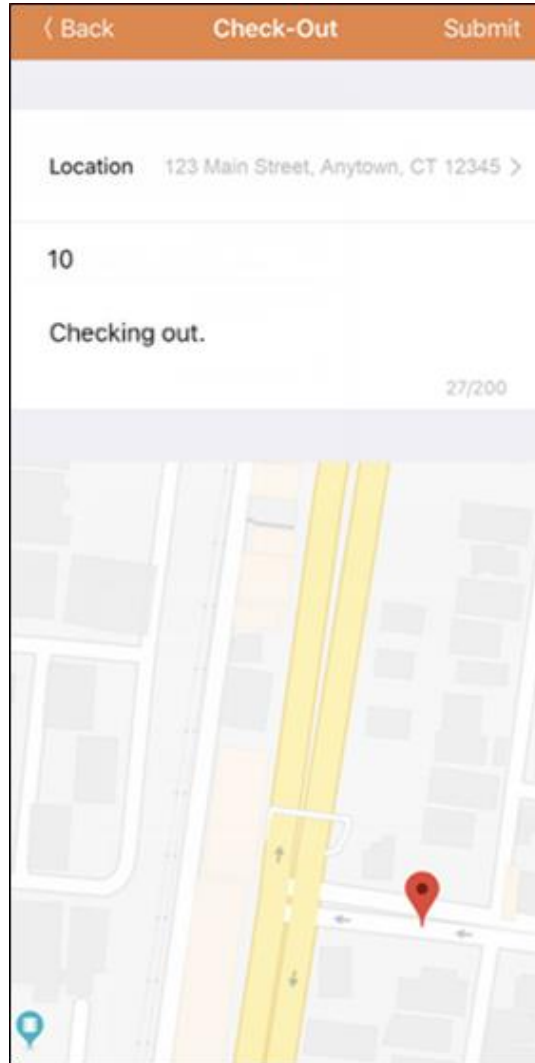 Back Check-Out Submit
Location 123 Main Street, Anytown, CT 12345
10
Checking out.
27/200